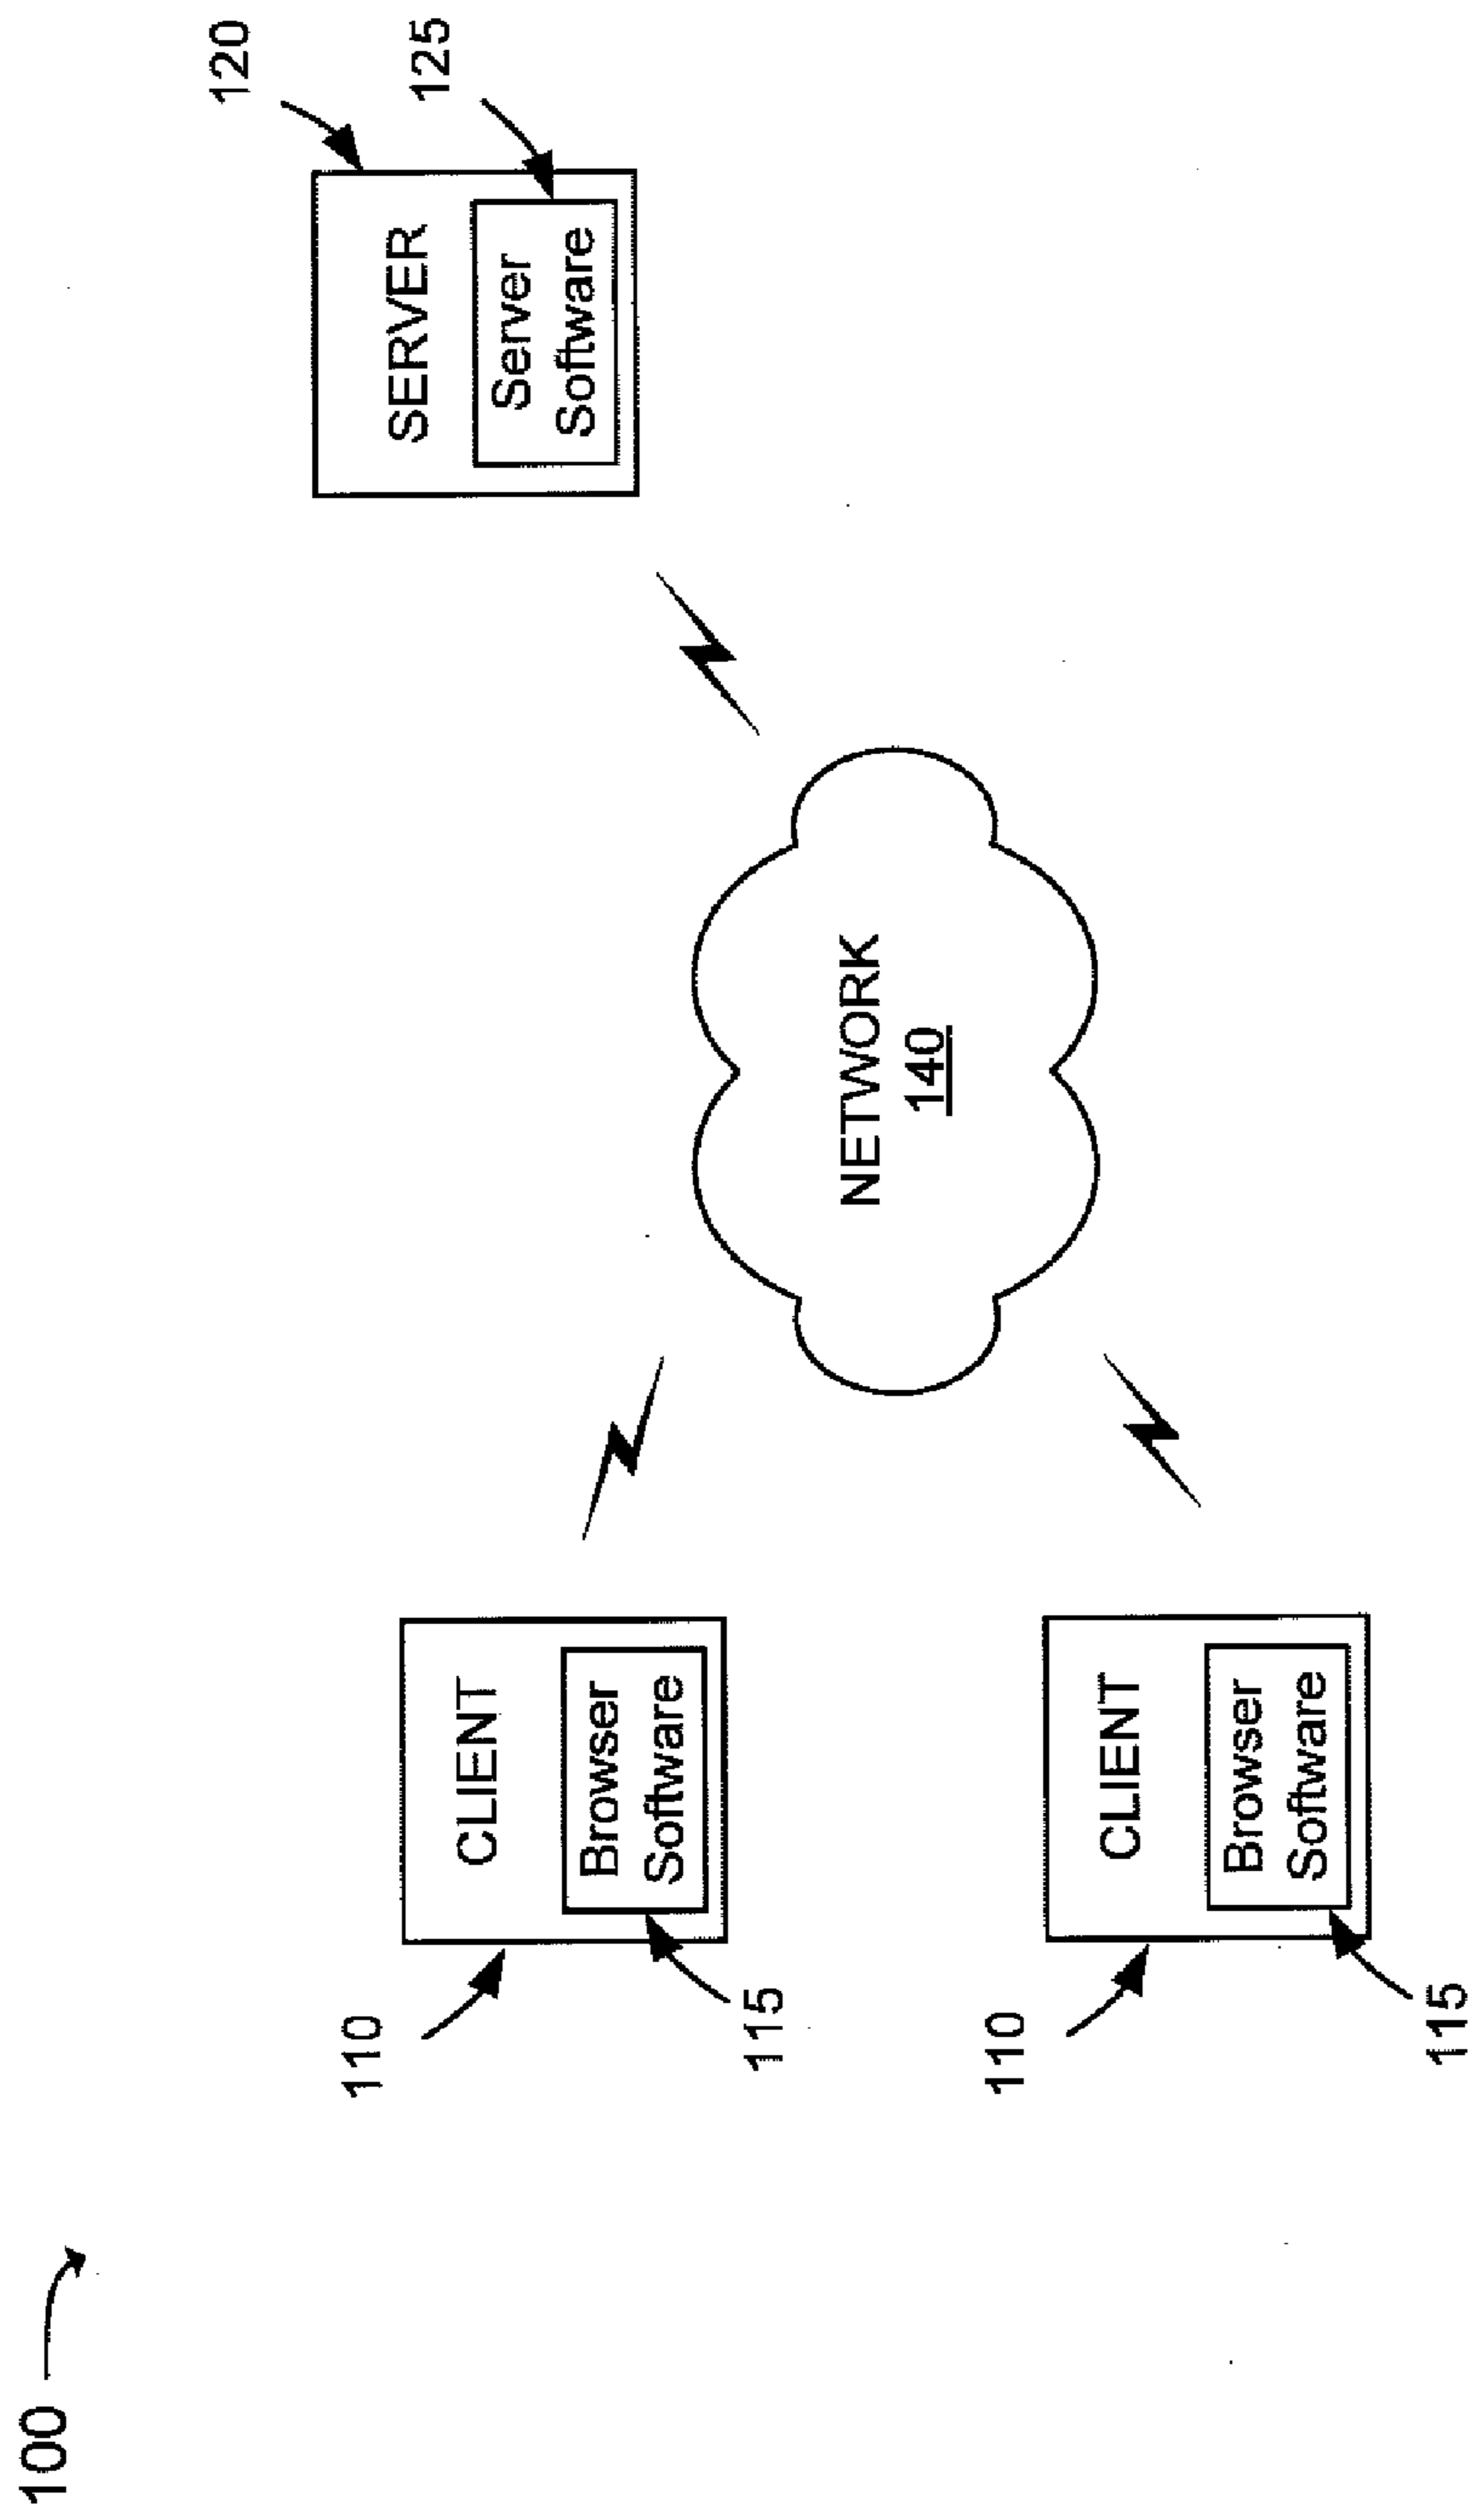 100
110
CLIENT
Browser
Software
115
110
CLIENT
Browser
Software
115
NETWORK
140
120
SERVER
125
Server
Software